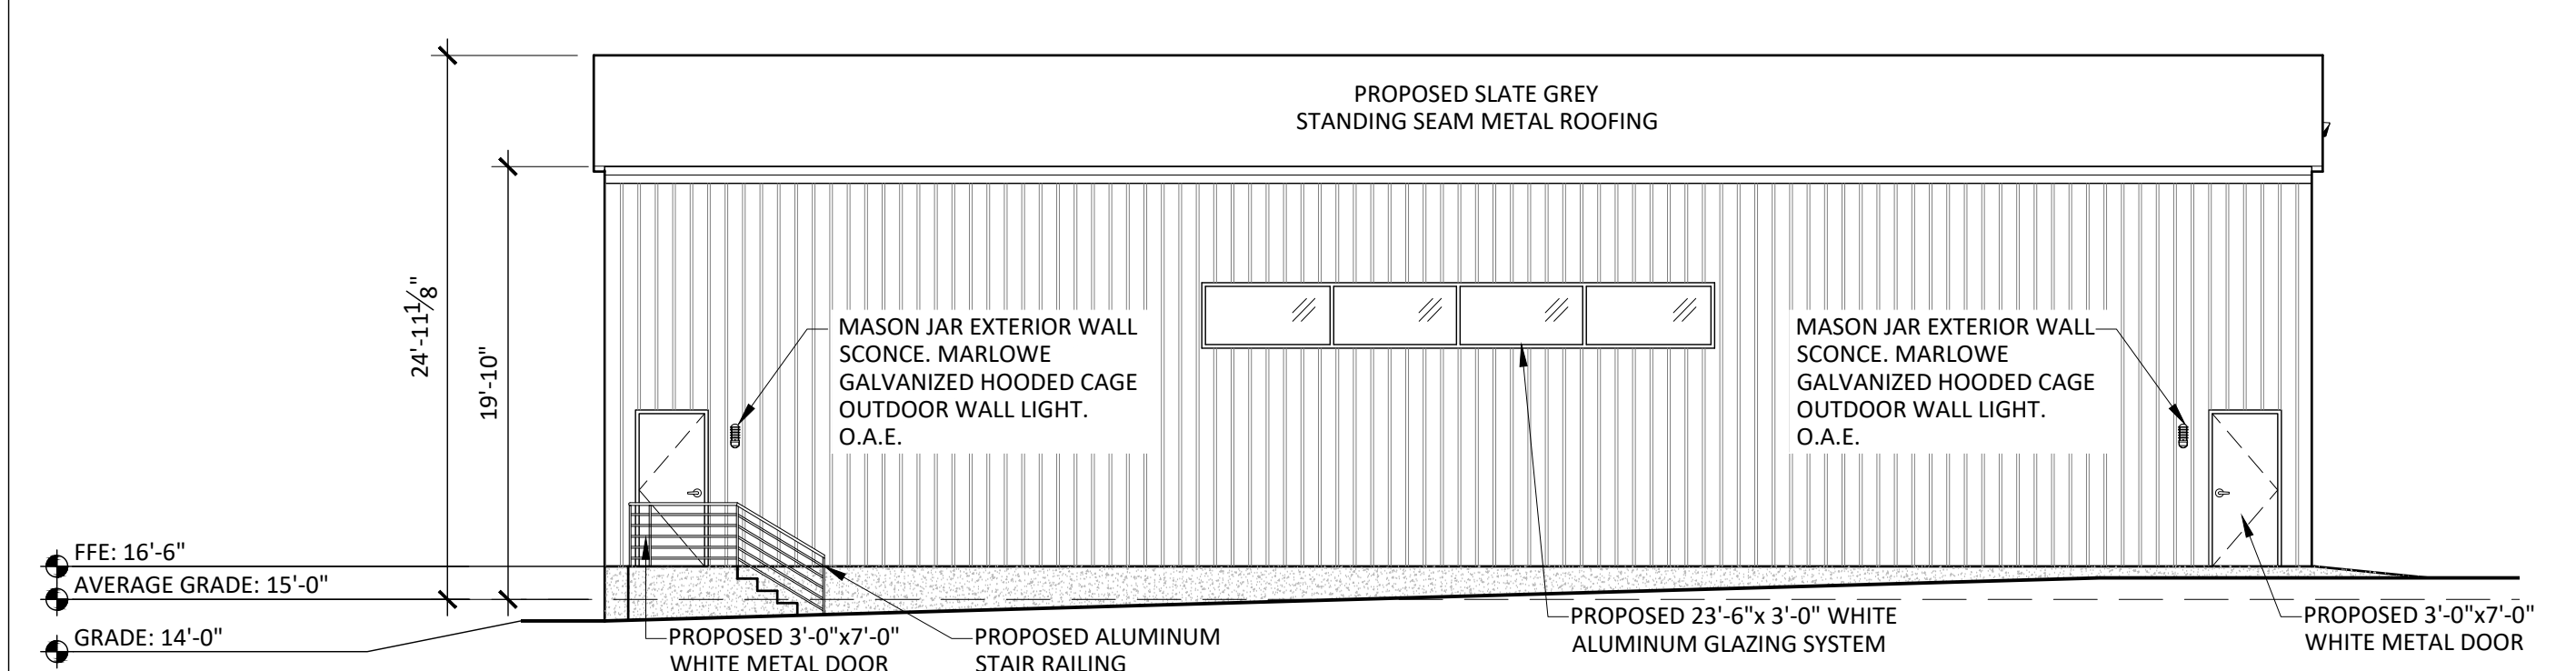 PROPOSED SLATE GREY
STANDING SEAM METAL ROOFING
24'-11 1/8"
19'-10"
MASON JAR EXTERIOR WALL
SCONCE. MARLOWE
GALVANIZED HOODED CAGE
OUTDOOR WALL LIGHT.
O.A.E.
MASON JAR EXTERIOR WALL
SCONCE. MARLOWE
GALVANIZED HOODED CAGE
OUTDOOR WALL LIGHT.
O.A.E.
FFE: 16'-6"
AVERAGE GRADE: 15'-0"
GRADE: 14'-0"
PROPOSED 3'-0"x7'-0"
WHITE METAL DOOR
PROPOSED ALUMINUM
STAIR RAILING
PROPOSED 23'-6"x 3'-0" WHITE
ALUMINUM GLAZING SYSTEM
PROPOSED 3'-0"x7'-0"
WHITE METAL DOOR